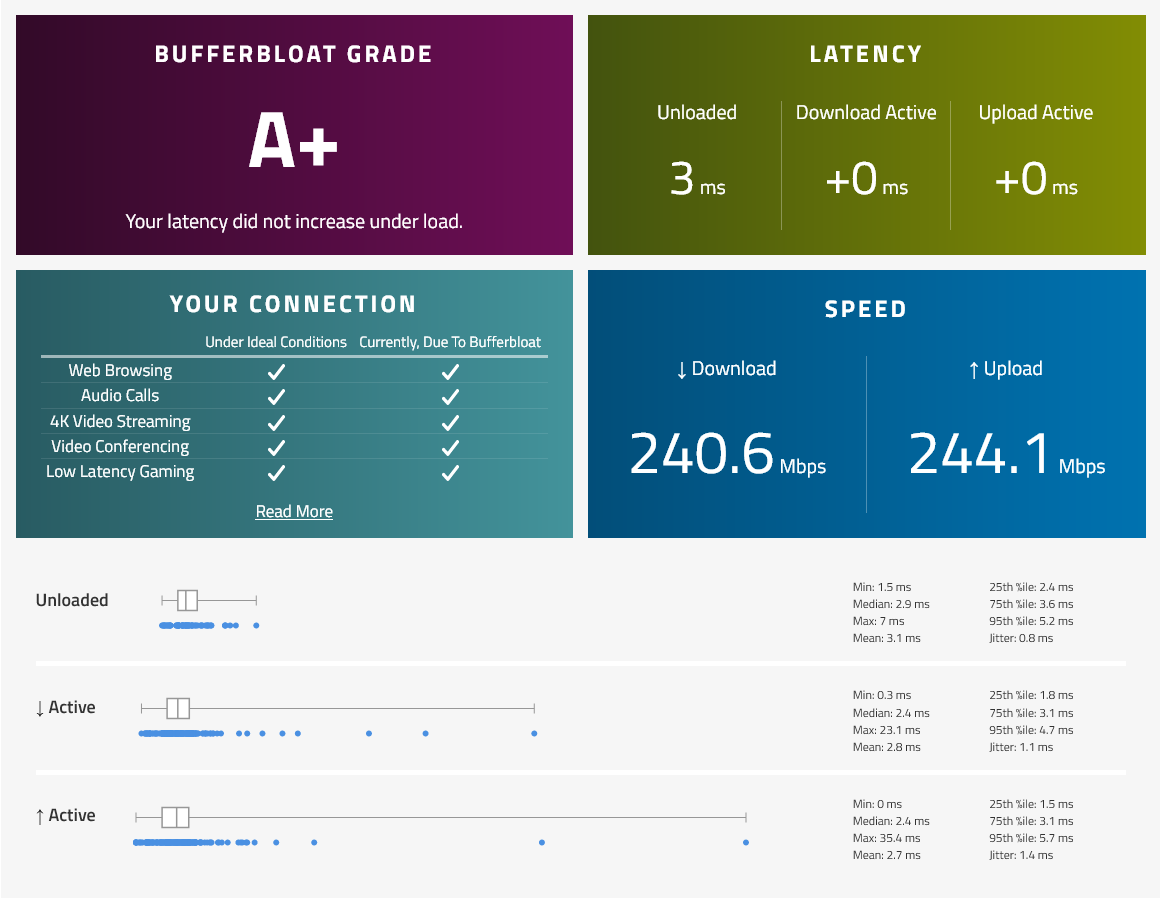 BUFFERBLOAT GRADE
A+
Your latency did not increase under load.
LATENCY
Unloaded Download Active Upload Active
3 ms +0 ms +0 ms
YOUR CONNECTION
Under Ideal Conditions Currently, Due To Bufferbloat
Web Browsing ✓ ✓
Audio Calls ✓ ✓
4K Video Streaming ✓ ✓
Video Conferencing ✓ ✓
Low Latency Gaming ✓ ✓
Read More
SPEED
↓ Download ↑ Upload
240.6 Mbps 244.1 Mbps
Unloaded
Min: 1.5 ms 25th %ile: 2.4 ms
Median: 2.9 ms 75th %ile: 3.6 ms
Max: 7 ms 95th %ile: 5.2 ms
Mean: 3.1 ms Jitter: 0.8 ms
↓ Active
Min: 0.3 ms 25th %ile: 1.8 ms
Median: 2.4 ms 75th %ile: 3.1 ms
Max: 23.1 ms 95th %ile: 4.7 ms
Mean: 2.8 ms Jitter: 1.1 ms
↑ Active
Min: 0 ms 25th %ile: 1.5 ms
Median: 2.4 ms 75th %ile: 3.1 ms
Max: 35.4 ms 95th %ile: 5.7 ms
Mean: 2.7 ms Jitter: 1.4 ms